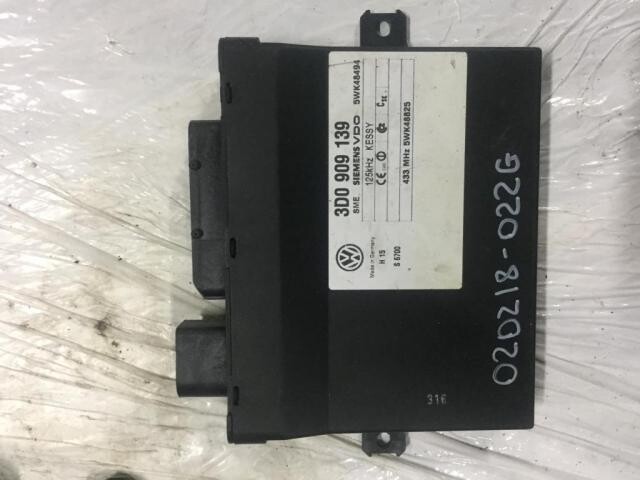 3D0 909 139
SME SIEMENS VDO 5WK48494
125kHz KESSY
CE
433 MHz 5WK48825
VW
Made in Germany
H 15
S 6700
020218-022G
316